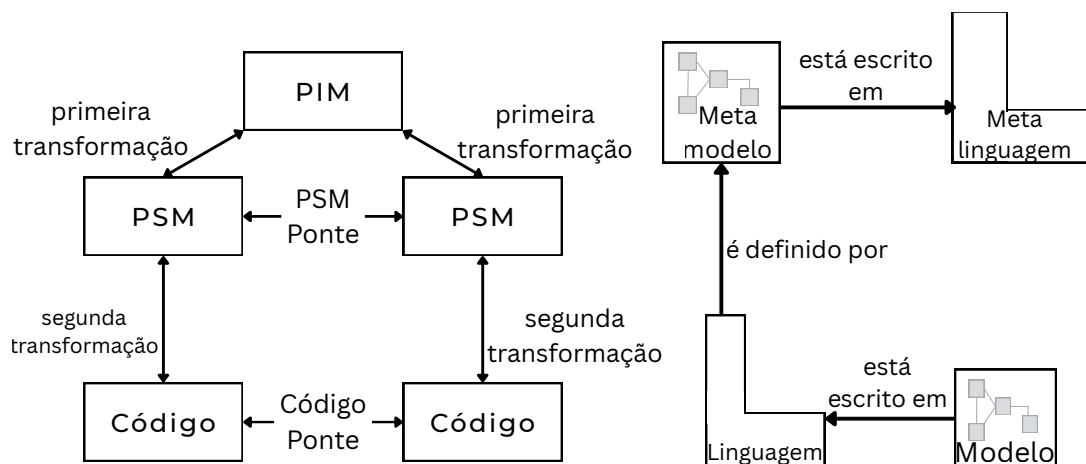 PIM
primeira
transformação
primeira
transformação
PSM
PSM
Ponte
PSM
segunda
transformação
segunda
transformação
Código
Código
Ponte
Código
Meta
modelo
está escrito
em
Meta
linguagem
é definido por
Linguagem
está
escrito em
Modelo